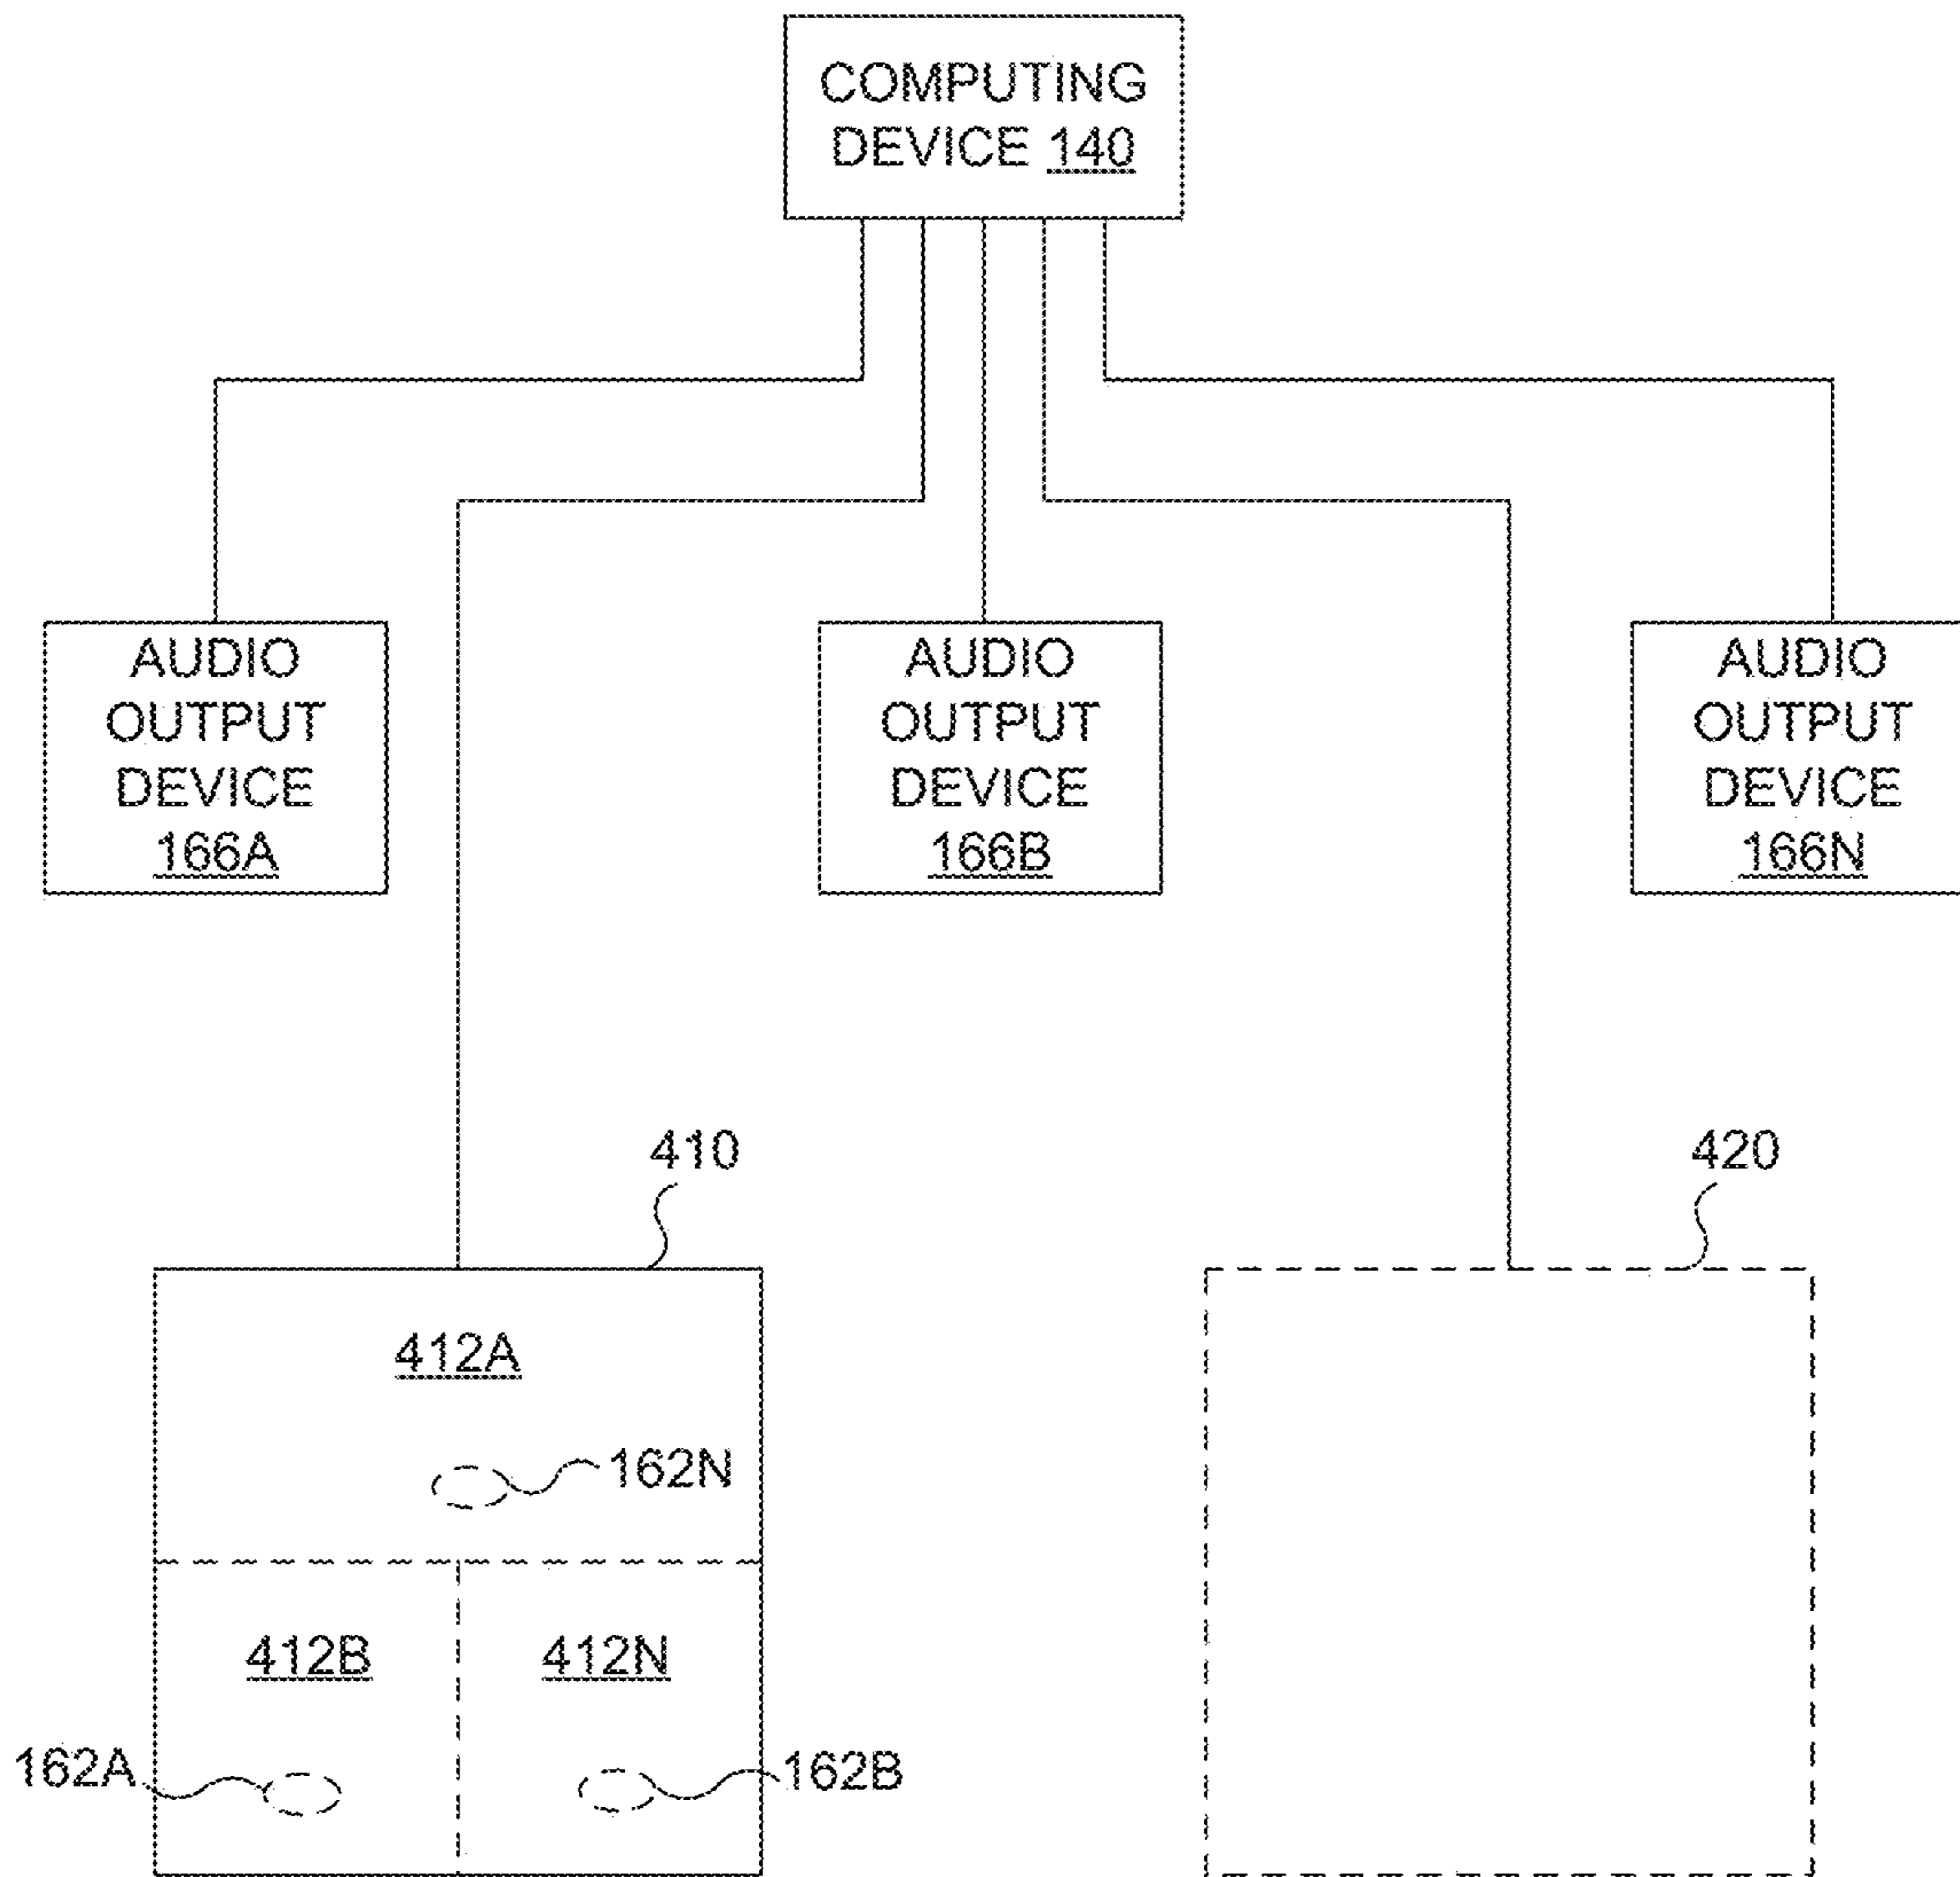 COMPUTING
DEVICE 140
AUDIO
OUTPUT
DEVICE
166A
AUDIO
OUTPUT
DEVICE
166B
AUDIO
OUTPUT
DEVICE
166N
410
420
412A
162N
412B
412N
162A
162B